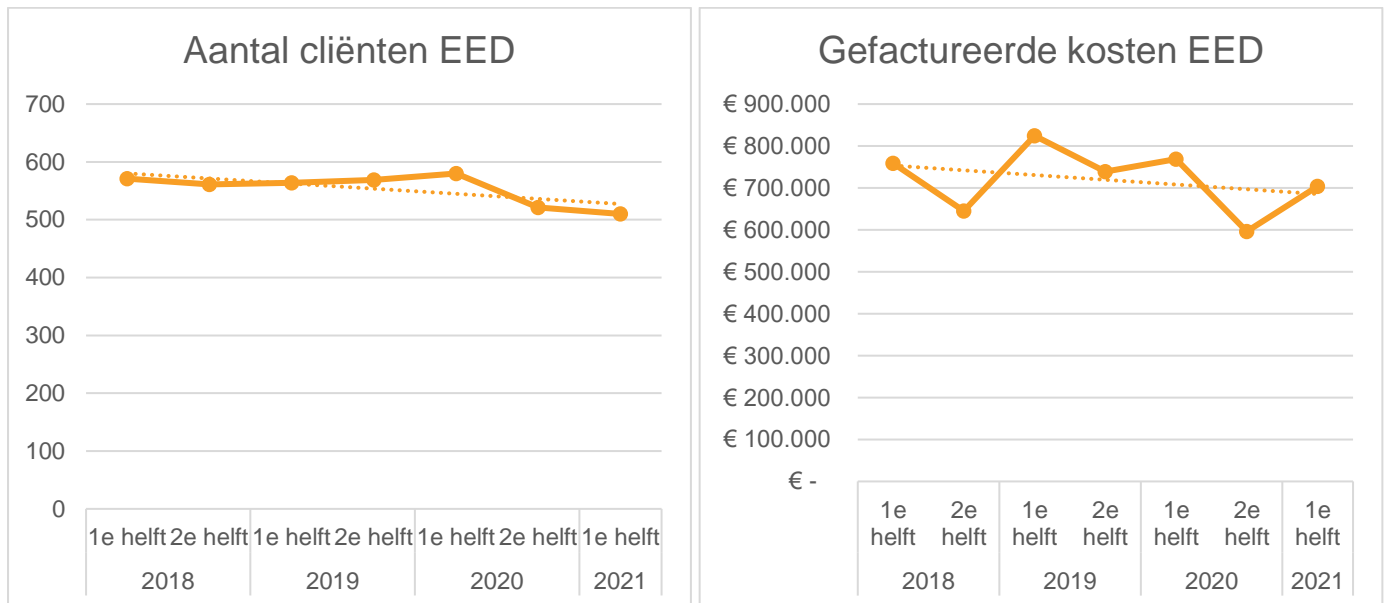 Aantal cliënten EED
700
600
500
400
300
200
100
0
1e helft 2e helft 1e helft 2e helft 1e helft 2e helft 1e helft
2018 2019 2020 2021
Gefactureerde kosten EED
€ 900.000
€ 800.000
€ 700.000
€ 600.000
€ 500.000
€ 400.000
€ 300.000
€ 200.000
€ 100.000
€ -
1e 2e 1e 2e 1e 2e 1e
helft helft helft helft helft helft helft
2018 2019 2020 2021